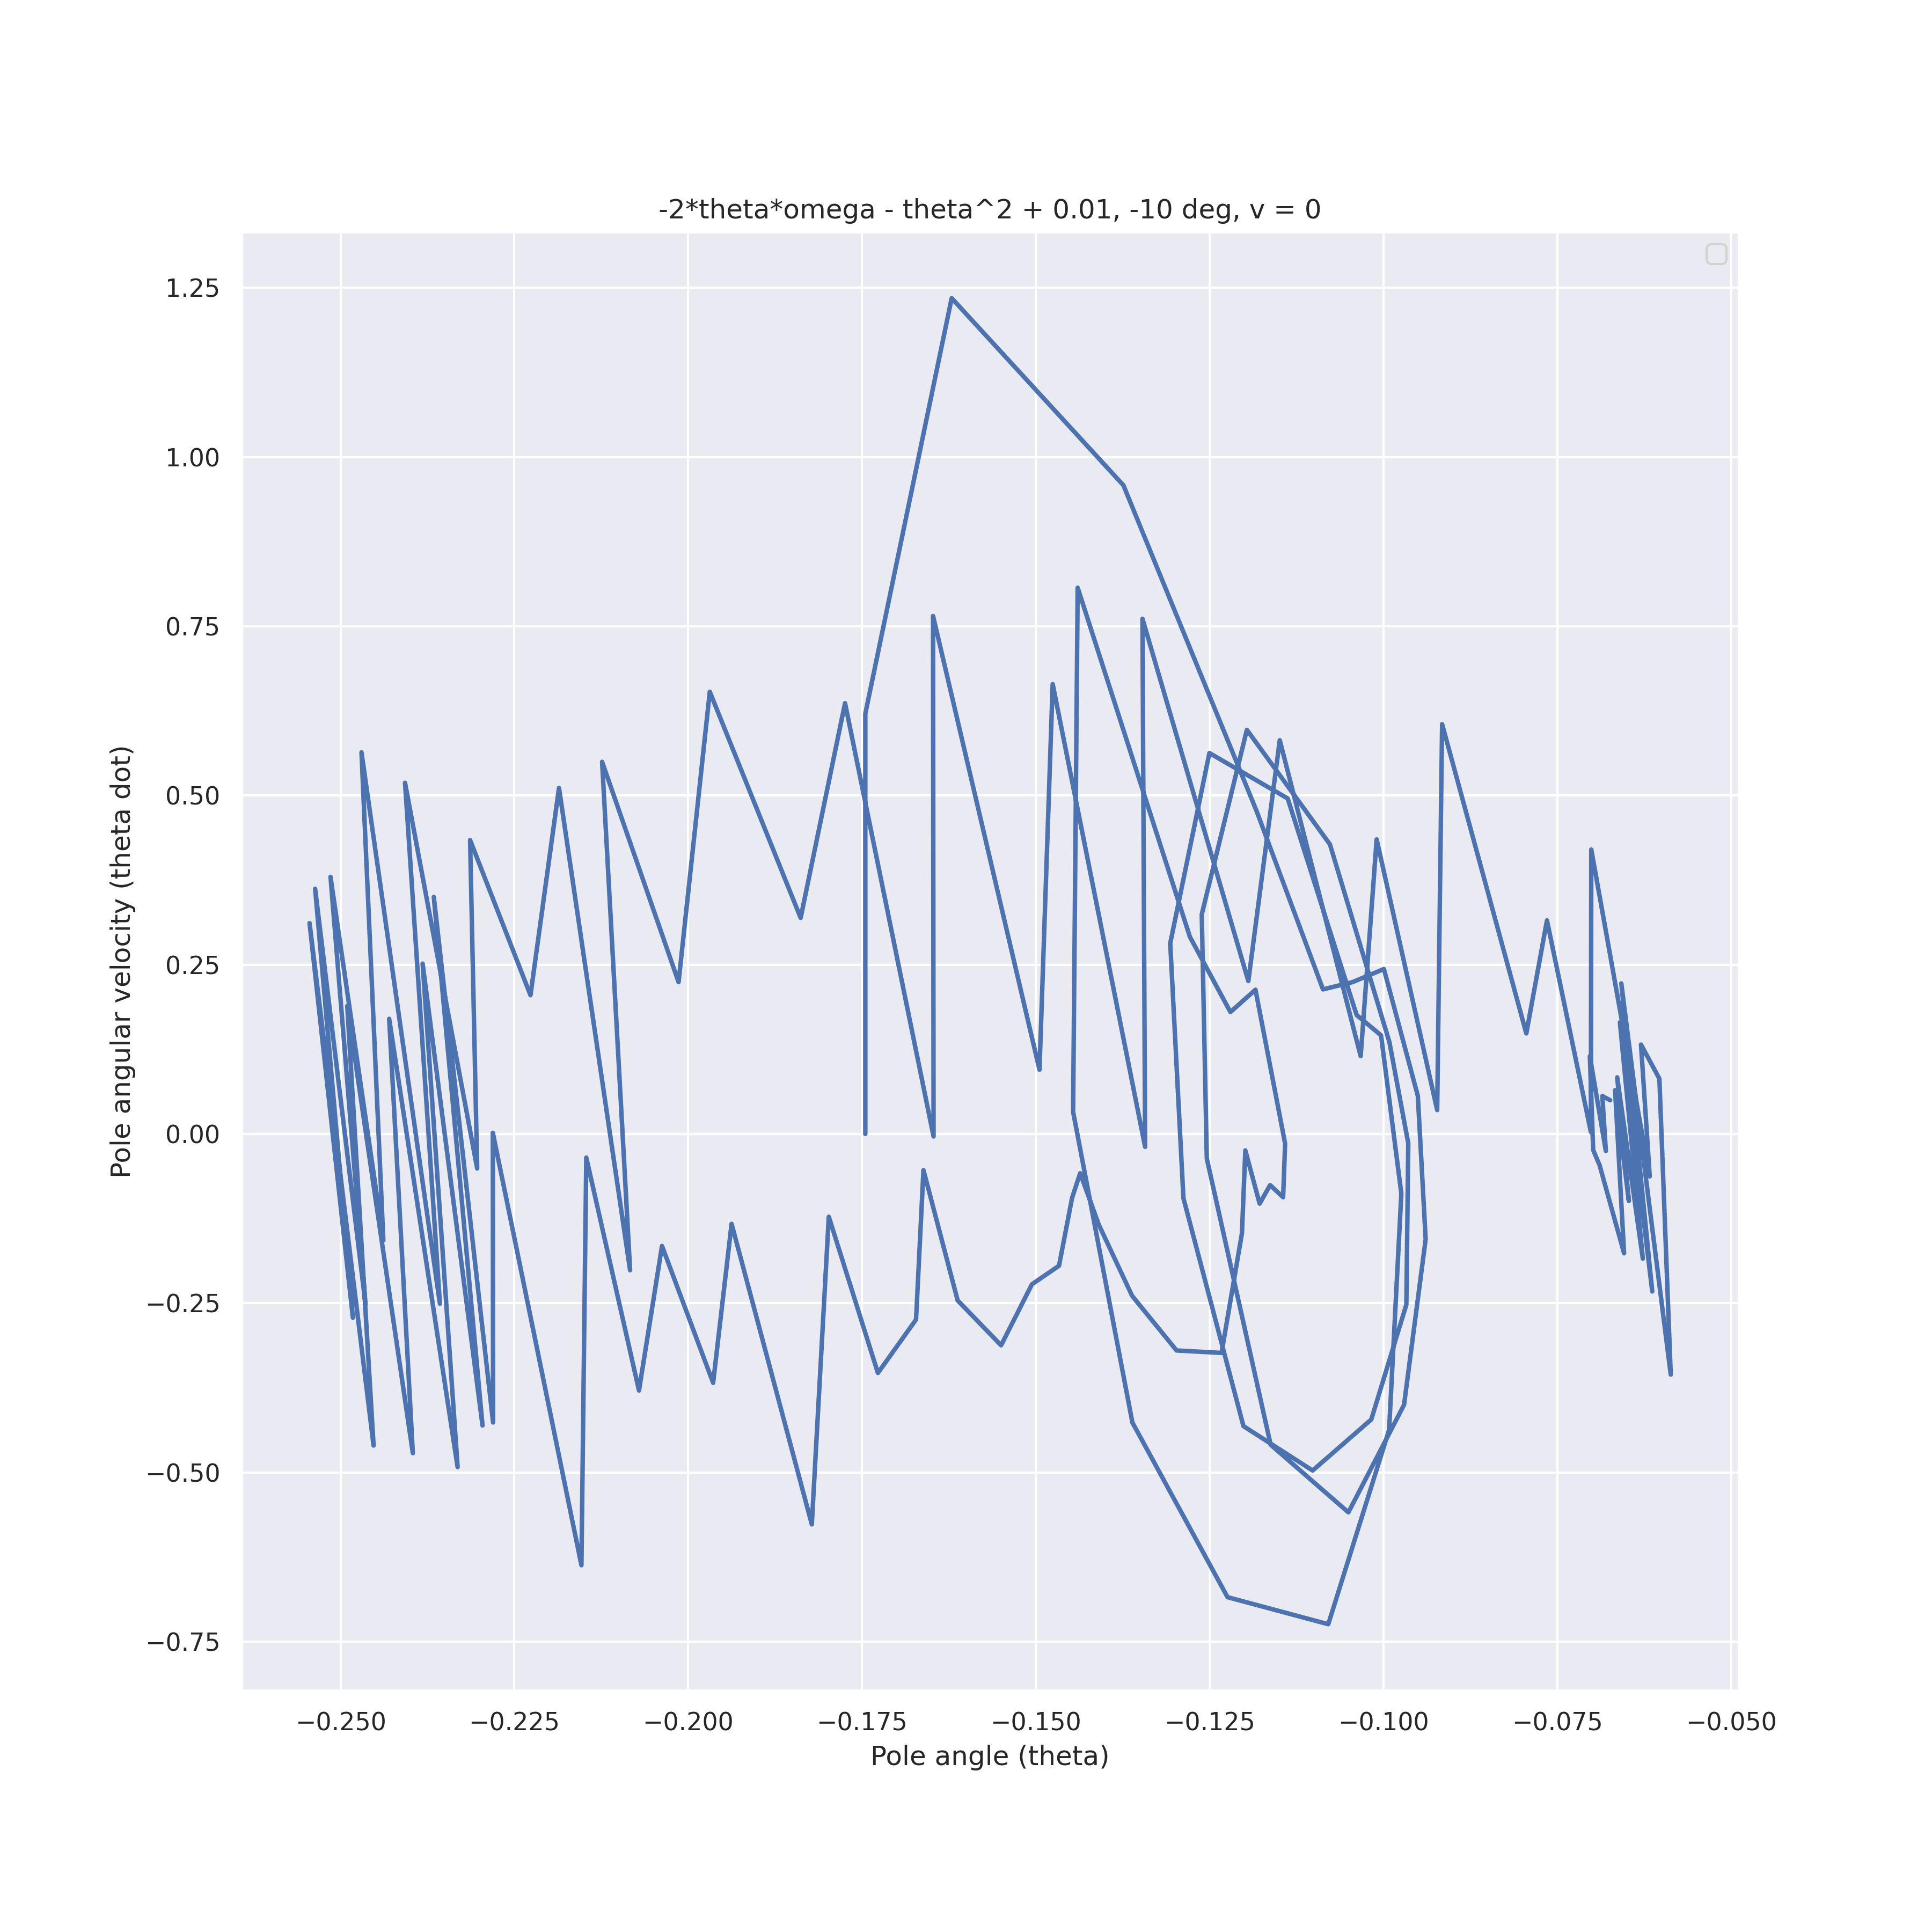 -2*theta*omega - theta^2 + 0.01, -10 deg, v = 0
1.25
1.00
0.75
0.50
0.25
0.00
−0.25
−0.50
−0.75
Pole angular velocity (theta dot)
−0.250 −0.225 −0.200 −0.175 −0.150 −0.125 −0.100 −0.075 −0.050
Pole angle (theta)